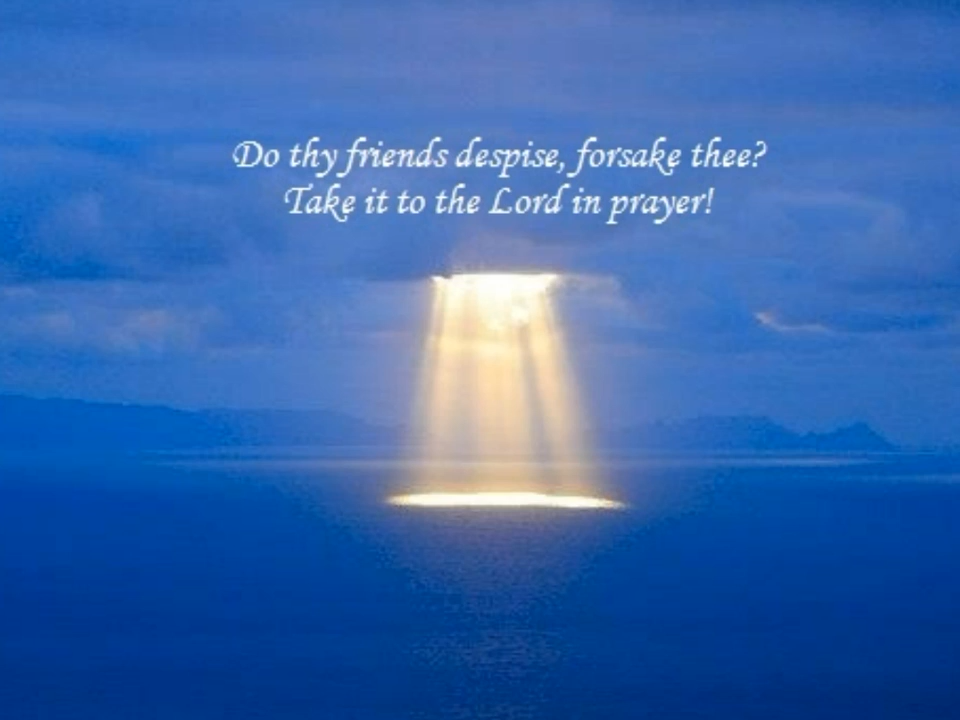 Do thy friends despise, forsake thee?
Take it to the Lord in prayer!